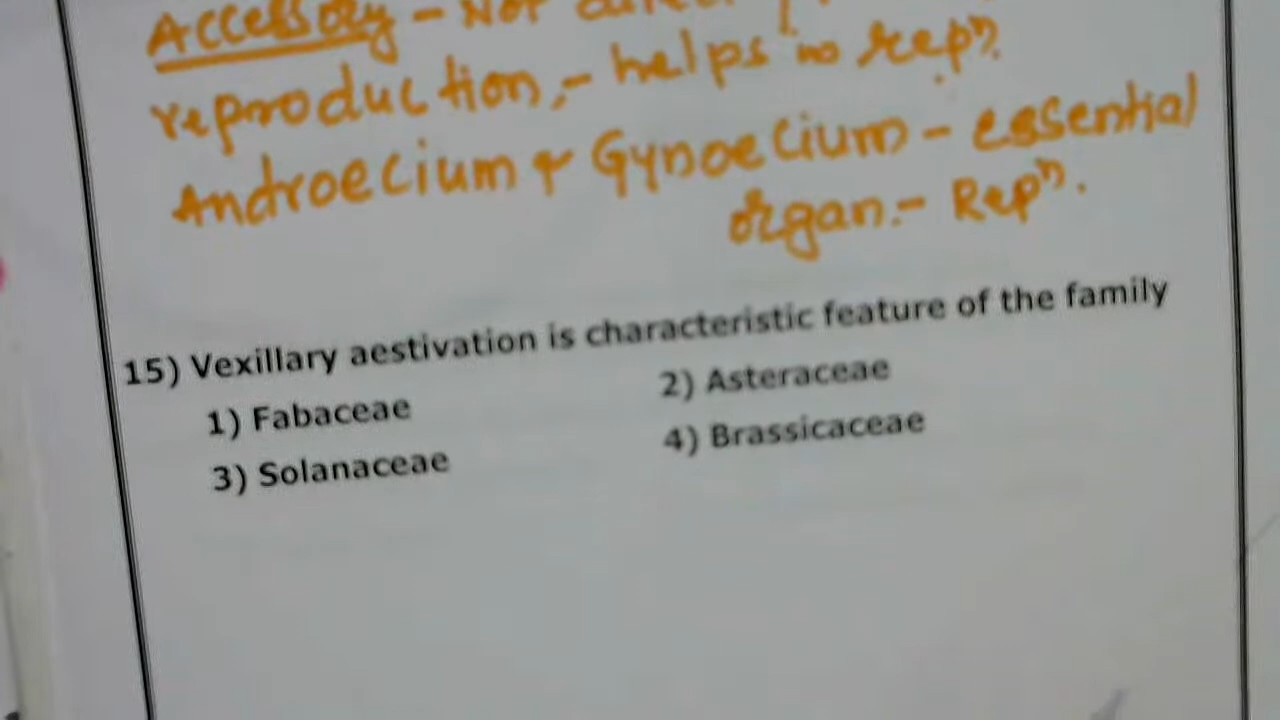 Accessory - Not
reproduction,- helps in repn.
Androecium & Gynoecium - essential
organ.- Repn.
15) Vexillary aestivation is characteristic feature of the family
1) Fabaceae 2) Asteraceae
3) Solanaceae 4) Brassicaceae